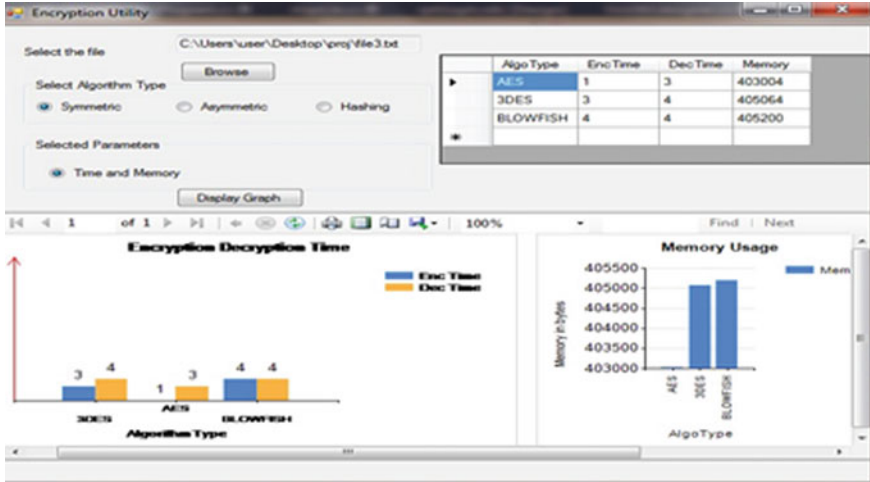 Encryption Utility
Select the file
C:\Users\user\Desktop\proj\file3.txt
Browse
Select Algorithm Type
Symmetric Asymmetric Hashing
Selected Parameters
Time and Memory
Display Graph
AlgoType EncTime DecTime Memory
AES 1 3 403004
3DES 3 4 405064
BLOWFISH 4 4 405200
1 of 1 100% Find | Next
Encryption Decryption Time
Enc Time
Dec Time
3 4 1 3 4 4
3DES AES BLOWFISH
Algorithm Type
Memory Usage
Mem
Memory in bytes
405500
405000
404500
404000
403500
403000
AES 3DES BLOWFISH
AlgoType